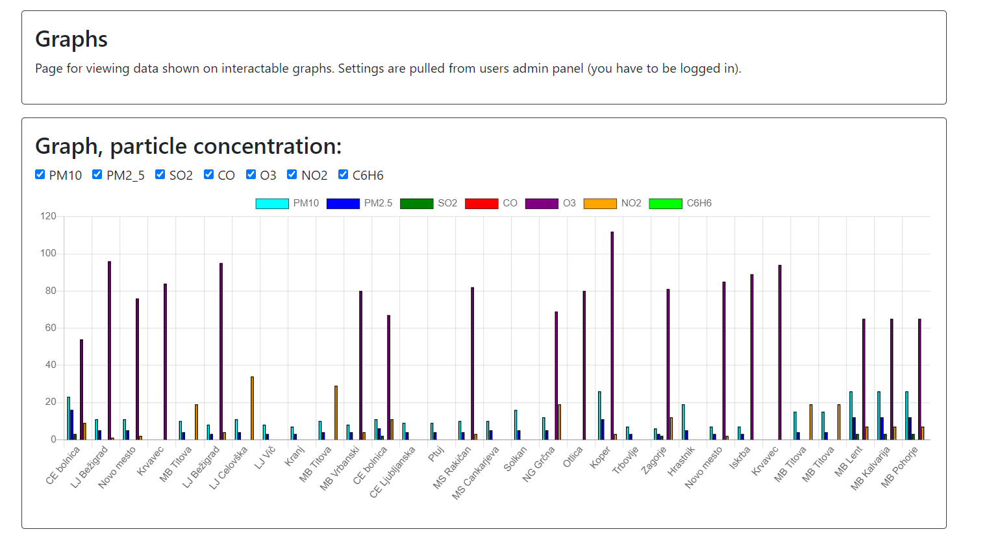 Graphs
Page for viewing data shown on interactable graphs. Settings are pulled from users admin panel (you have to be logged in).
Graph, particle concentration:
PM10 PM2_5 SO2 CO O3 NO2 C6H6
PM10 PM2.5 SO2 CO O3 NO2 C6H6
120
100
80
60
40
20
0
CE bolnica
LJ Bežigrad
Novo mesto
Krvavec
MB Titova
LJ Bežigrad
LJ Celovška
LJ Vič
Kranj
MB Titova
MB Vrbanski
CE bolnica
CE Ljubljanska
Ptuj
MS Rakičan
MS Cankarjeva
Solkan
NG Grčna
Otlica
Koper
Trbovlje
Zagorje
Hrastnik
Novo mesto
Iskrba
Krvavec
MB Titova
MB Titova
MB Lent
MB Kalvarija
MB Pohorje